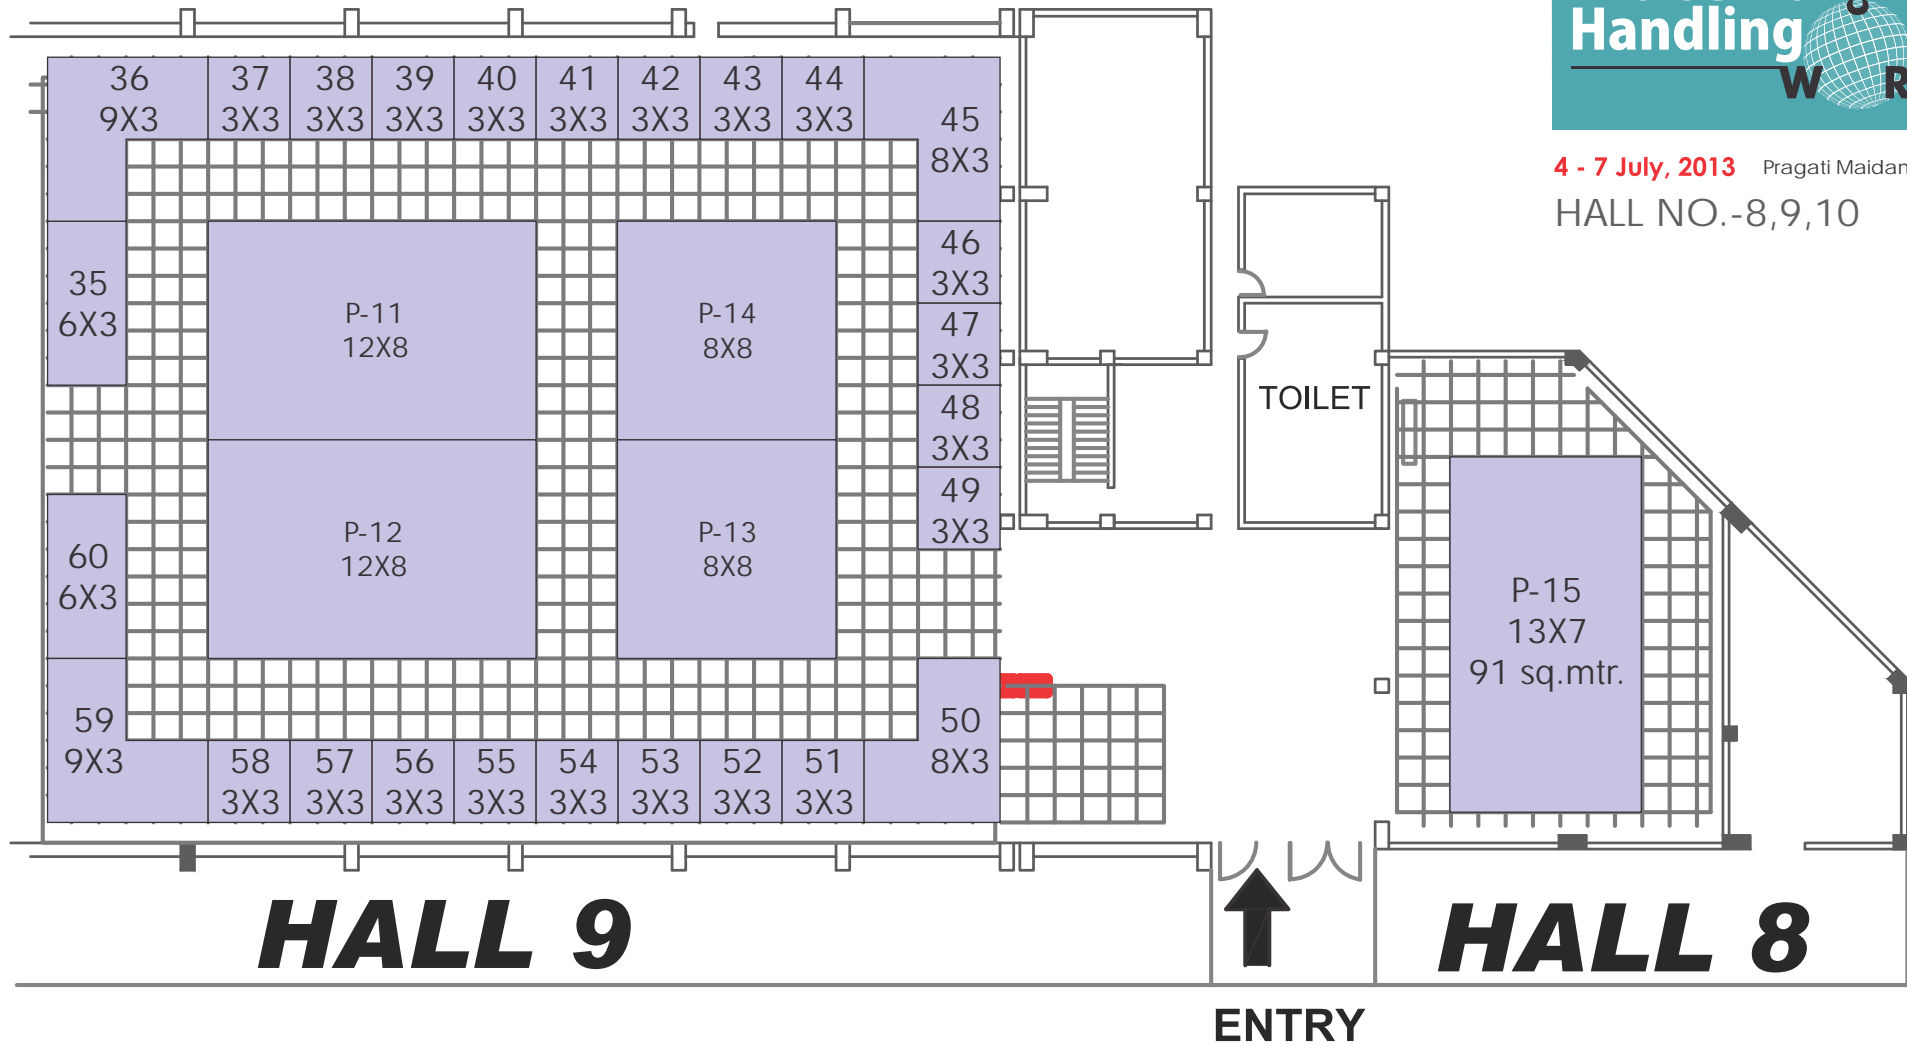 Handling
W R
4 - 7 July, 2013 Pragati Maidan
HALL NO.-8,9,10
36
9X3
37
3X3
38
3X3
39
3X3
40
3X3
41
3X3
42
3X3
43
3X3
44
3X3
45
8X3
46
3X3
47
3X3
48
3X3
49
3X3
35
6X3
P-11
12X8
P-14
8X8
P-12
12X8
P-13
8X8
60
6X3
59
9X3
58
3X3
57
3X3
56
3X3
55
3X3
54
3X3
53
3X3
52
3X3
51
3X3
50
8X3
TOILET
P-15
13X7
91 sq.mtr.
HALL 9
HALL 8
ENTRY